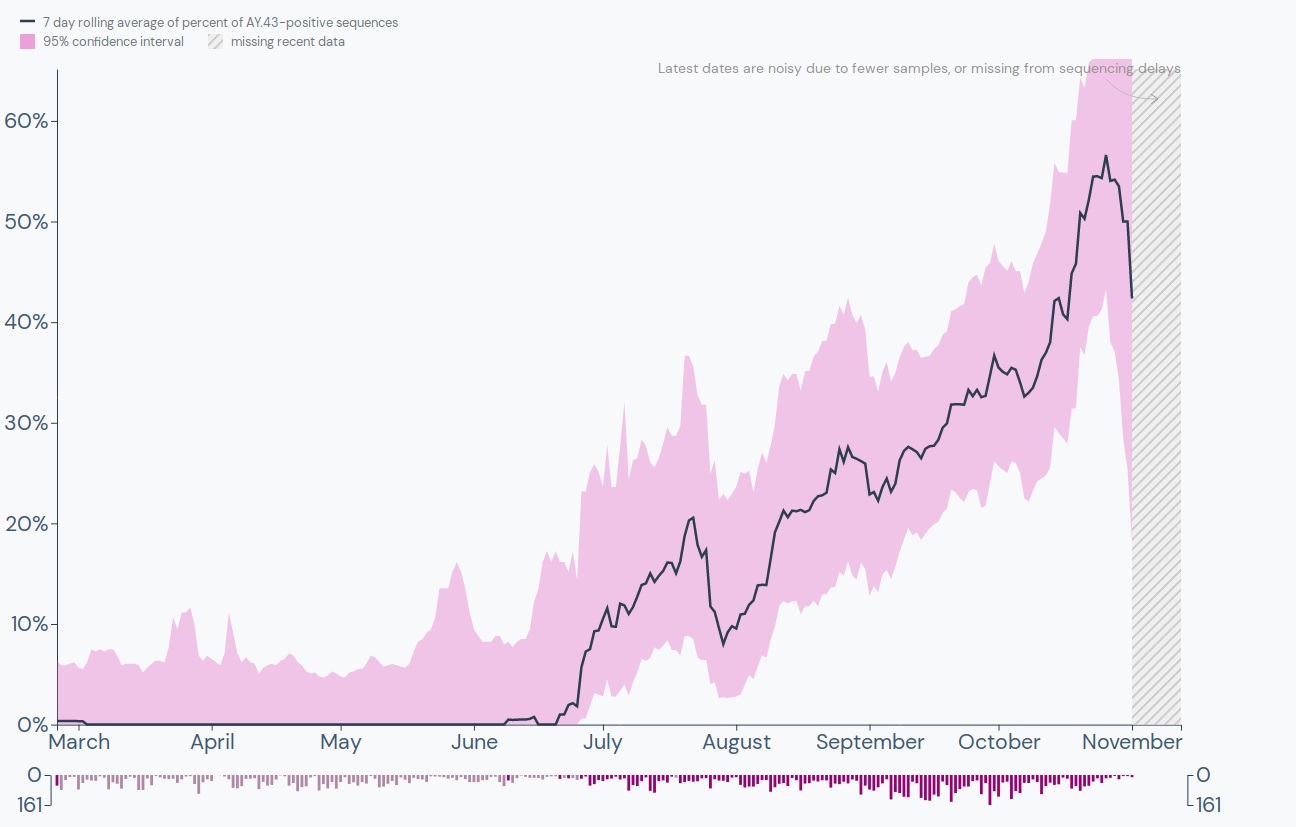 7 day rolling average of percent of AY.43-positive sequences
95% confidence interval missing recent data
Latest dates are noisy due to fewer samples, or missing from sequencing delays
60%
50%
40%
30%
20%
10%
0%
March April May June July August September October November
0 0
161 161